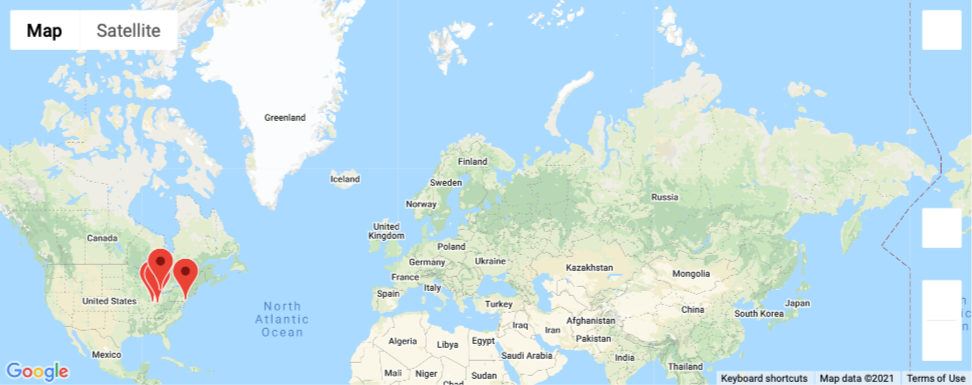 Map
Satellite
Greenland
Iceland
Finland
Sweden
Norway
Russia
United
Kingdom
Canada
Poland
Germany
Ukraine
France
Kazakhstan
Mongolia
Italy
Spain
United States
North
Atlantic
Ocean
Turkey
China
Japan
South Korea
Afghanistan
Iraq
Iran
Algeria
Libya
Egypt
Pakistan
Mexico
Saudi Arabia
India
Thailand
Mali
Niger
Sudan
Chad
Google
Keyboard shortcuts
Map data ©2021
Terms of Use